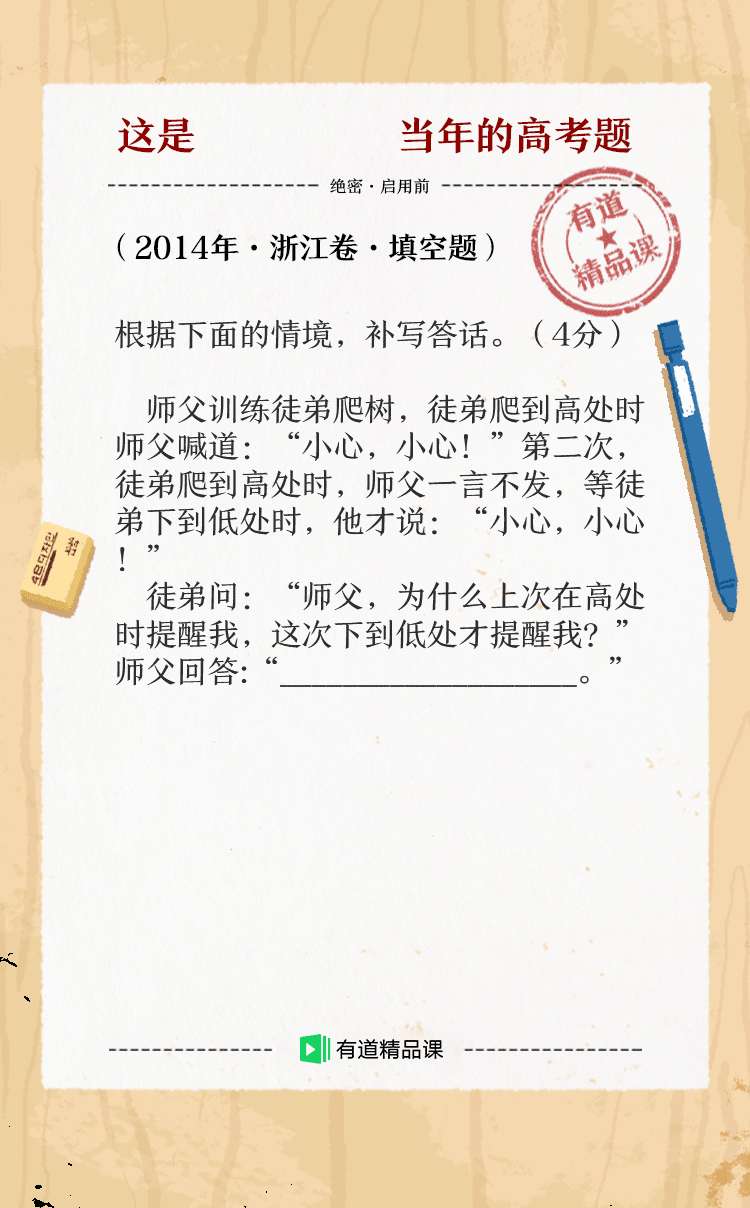 这是 当年的高考题
绝密·启用前
有道
精品课
（2014年·浙江卷·填空题）
根据下面的情境，补写答话。（4分）
师父训练徒弟爬树，徒弟爬到高处时
师父喊道：“小心，小心！”第二次，
徒弟爬到高处时，师父一言不发，等徒
弟下到低处时，他才说：“小心，小心
！”
徒弟问：“师父，为什么上次在高处
时提醒我，这次下到低处才提醒我？”
师父回答：“___________________。”
有道精品课